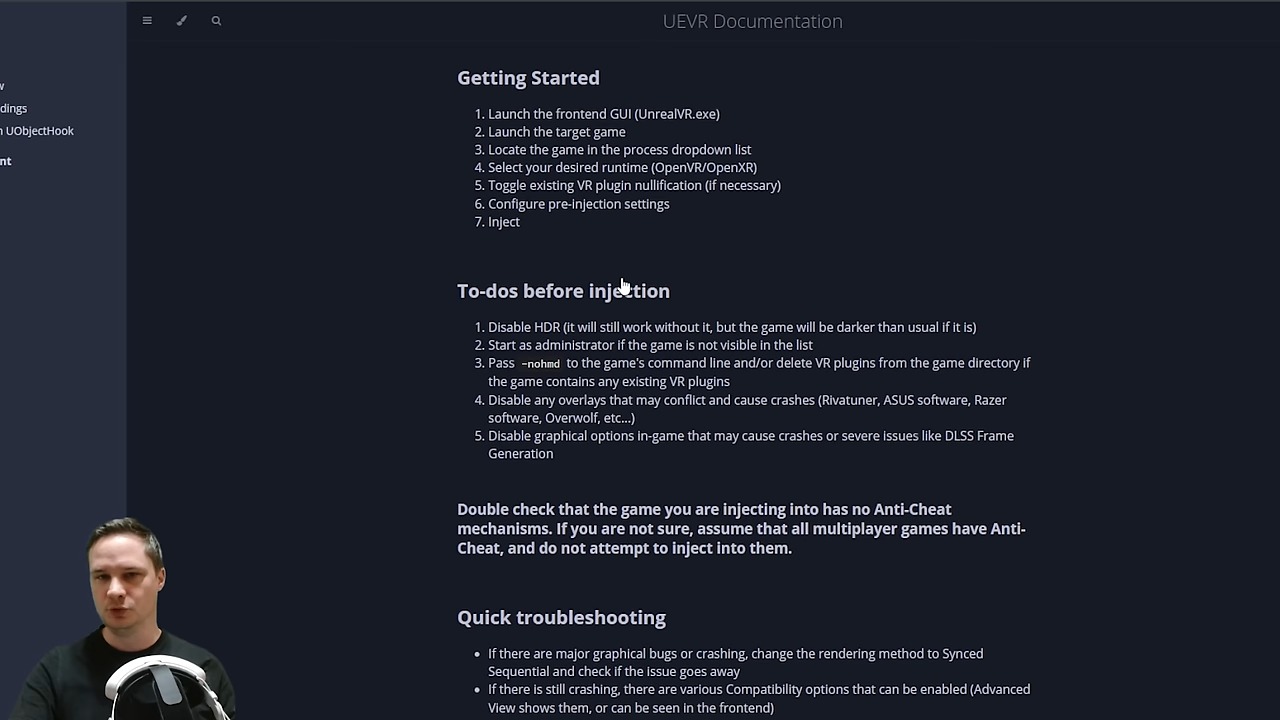 UEVR Documentation
w
dings
n UObjectHook
nt
Getting Started
1. Launch the frontend GUI (UnrealVR.exe)
2. Launch the target game
3. Locate the game in the process dropdown list
4. Select your desired runtime (OpenVR/OpenXR)
5. Toggle existing VR plugin nullification (if necessary)
6. Configure pre-injection settings
7. Inject
To-dos before injection
1. Disable HDR (it will still work without it, but the game will be darker than usual if it is)
2. Start as administrator if the game is not visible in the list
3. Pass -nohmd to the game's command line and/or delete VR plugins from the game directory if
the game contains any existing VR plugins
4. Disable any overlays that may conflict and cause crashes (Rivatuner, ASUS software, Razer
software, Overwolf, etc...)
5. Disable graphical options in-game that may cause crashes or severe issues like DLSS Frame
Generation
Double check that the game you are injecting into has no Anti-Cheat
mechanisms. If you are not sure, assume that all multiplayer games have Anti-
Cheat, and do not attempt to inject into them.
Quick troubleshooting
• If there are major graphical bugs or crashing, change the rendering method to Synced
Sequential and check if the issue goes away
• If there is still crashing, there are various Compatibility options that can be enabled (Advanced
View shows them, or can be seen in the frontend)